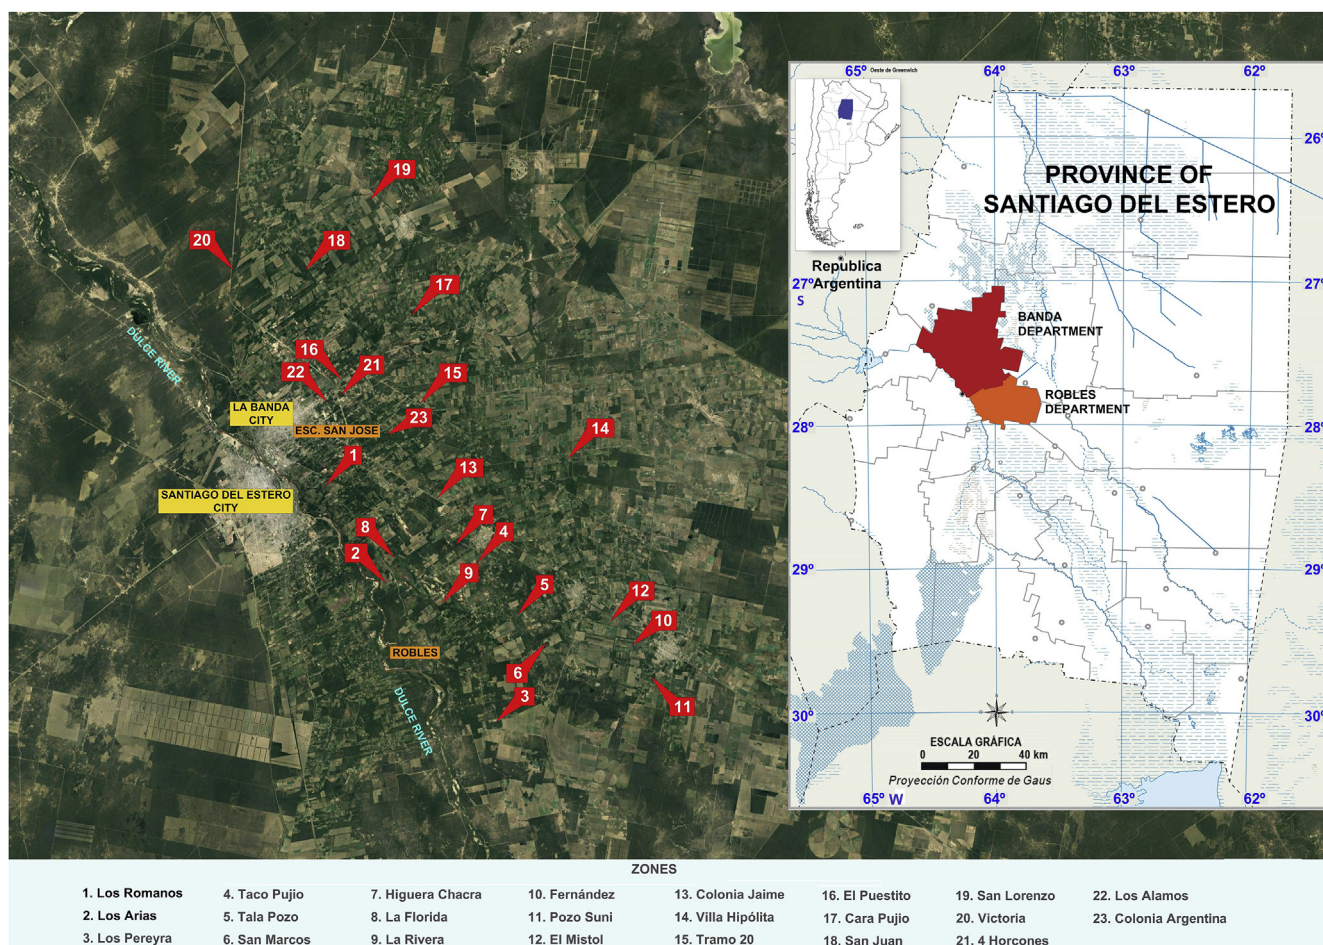 19
20
18
17
16
21
22
15
23
14
1
13
7
4
8
2
9
5
12
10
6
3
11
DULCE RIVER
LA BANDA
CITY
ESC. SAN JOSE
SANTIAGO DEL ESTERO
CITY
ROBLES
DULCE RIVER
65º
Oeste de Greenwich
64º
63º
62º
26º
PROVINCE OF
SANTIAGO DEL ESTERO
Republica
Argentina
27º
27º
S
BANDA
DEPARTMENT
ROBLES
DEPARTMENT
28º
28º
29º
29º
30º
30º
ESCALA GRÁFICA
0 20 40 km
Proyección Conforme de Gaus
65º W
64º
63º
62º
ZONES
1. Los Romanos
2. Los Arias
3. Los Pereyra
4. Taco Pujio
5. Tala Pozo
6. San Marcos
7. Higuera Chacra
8. La Florida
9. La Rivera
10. Fernández
11. Pozo Suni
12. El Mistol
13. Colonia Jaime
14. Villa Hipólita
15. Tramo 20
16. El Puestito
17. Cara Pujio
18. San Juan
19. San Lorenzo
20. Victoria
21. 4 Horcones
22. Los Alamos
23. Colonia Argentina